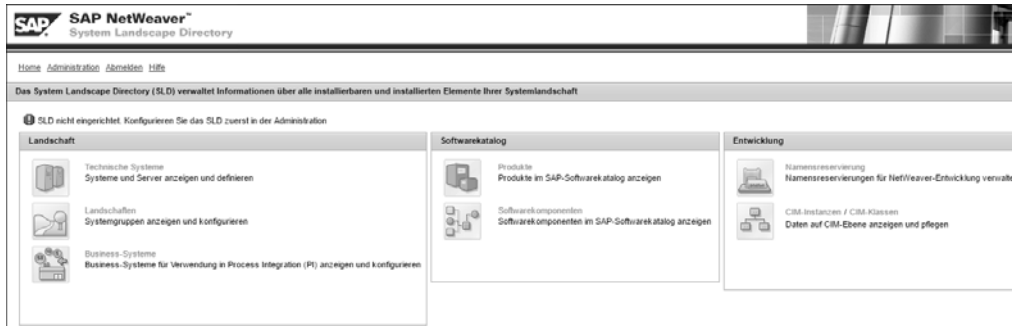 SAP SAP NetWeaver™
System Landscape Directory
Home Administration Abmelden Hilfe
Das System Landscape Directory (SLD) verwaltet Informationen über alle installierbaren und installierten Elemente Ihrer Systemlandschaft
SLD nicht eingerichtet. Konfigurieren Sie das SLD zuerst in der Administration
Landschaft
Technische Systeme
Systeme und Server anzeigen und definieren
Landschaften
Systemgruppen anzeigen und konfigurieren
Business-Systeme
Business-Systeme für Verwendung in Process Integration (PI) anzeigen und konfigurieren
Softwarekatalog
Produkte
Produkte im SAP-Softwarekatalog anzeigen
Softwarekomponenten
Softwarekomponenten im SAP-Softwarekatalog anzeigen
Entwicklung
Namensreservierung
Namensreservierungen für NetWeaver-Entwicklung verwalte
CIM-Instanzen / CIM-Klassen
Daten auf CIM-Ebene anzeigen und pflegen